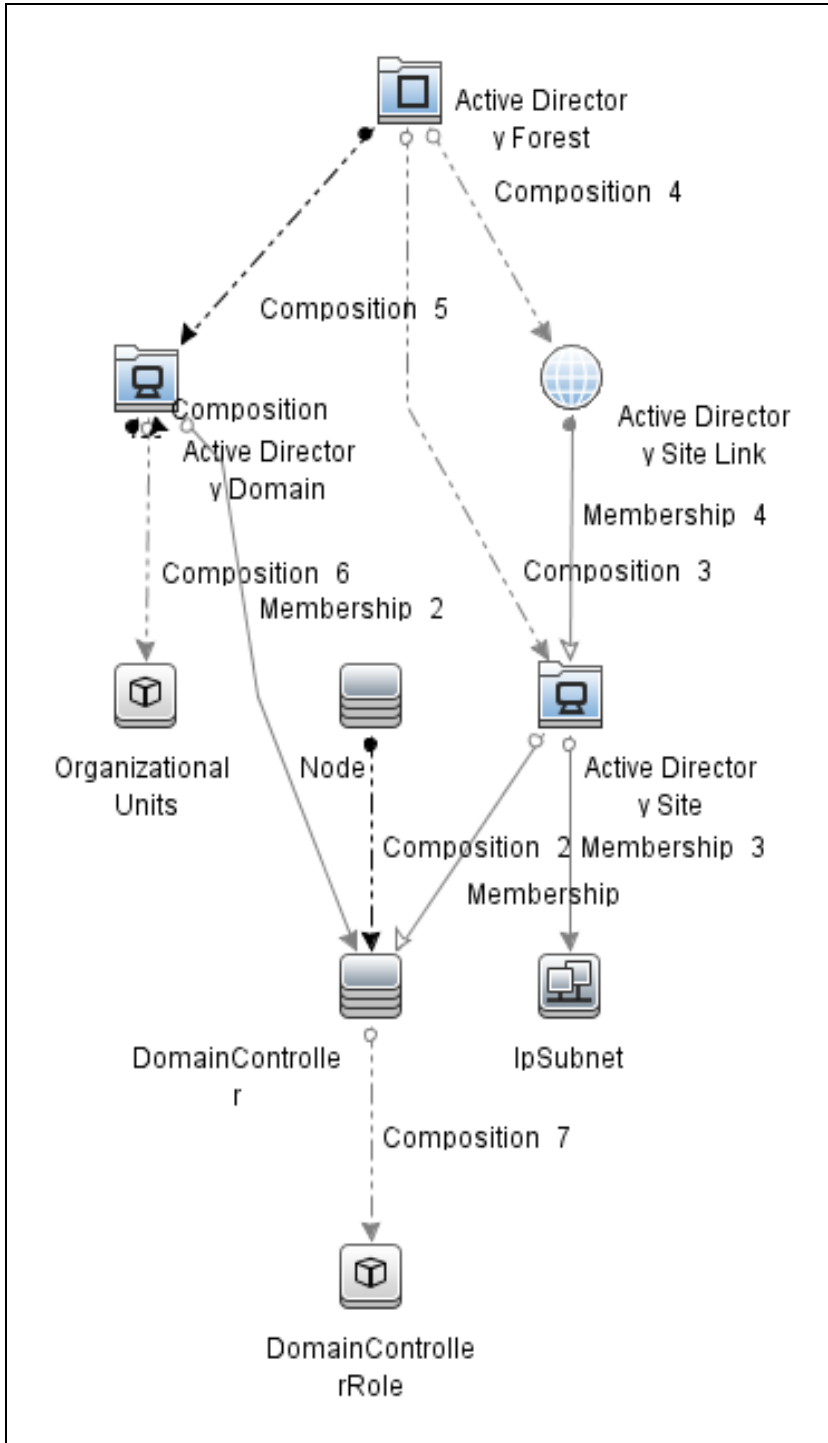 Active Director
y Forest
Composition 4
Composition 5
Composition
Active Director
y Domain
Active Director
y Site Link
Membership 4
Composition 6
Composition 3
Membership 2
Organizational
Units
Node
Active Director
y Site
Composition 2
Membership 3
Membership
DomainControlle
r
IpSubnet
Composition 7
DomainControlle
rRole